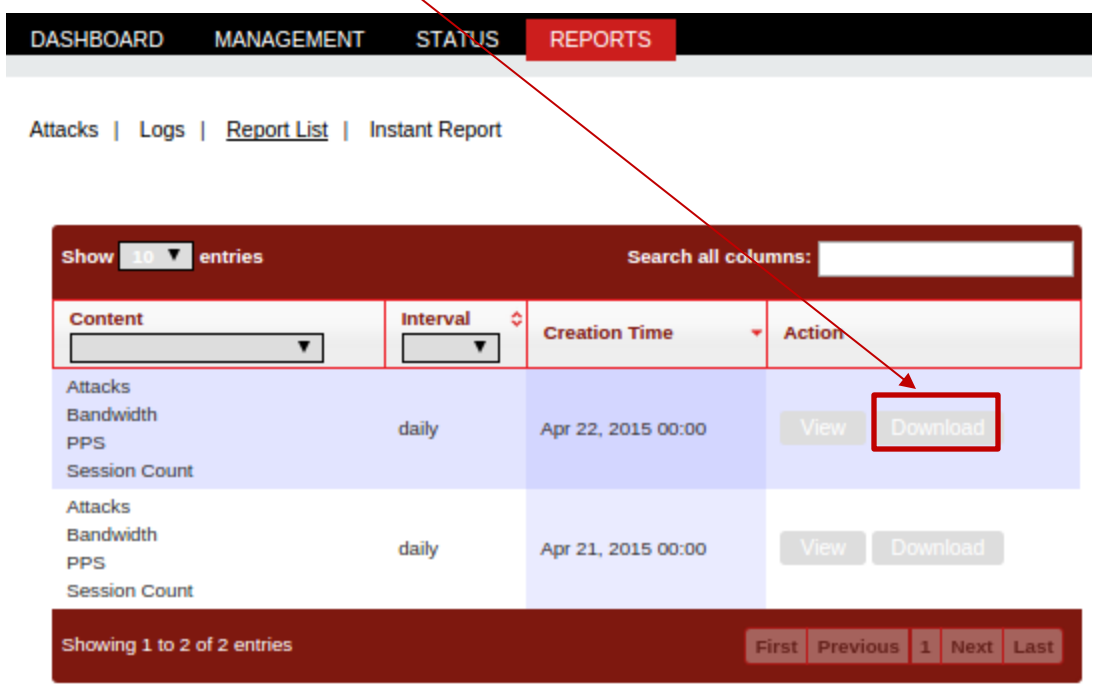 DASHBOARD MANAGEMENT STATUS REPORTS
Attacks | Logs | Report List | Instant Report
Show 10 entries Search all columns:
Content Interval Creation Time Action
Attacks
Bandwidth
PPS
Session Count
daily Apr 22, 2015 00:00 View Download
Attacks
Bandwidth
PPS
Session Count
daily Apr 21, 2015 00:00 View Download
Showing 1 to 2 of 2 entries First Previous 1 Next Last